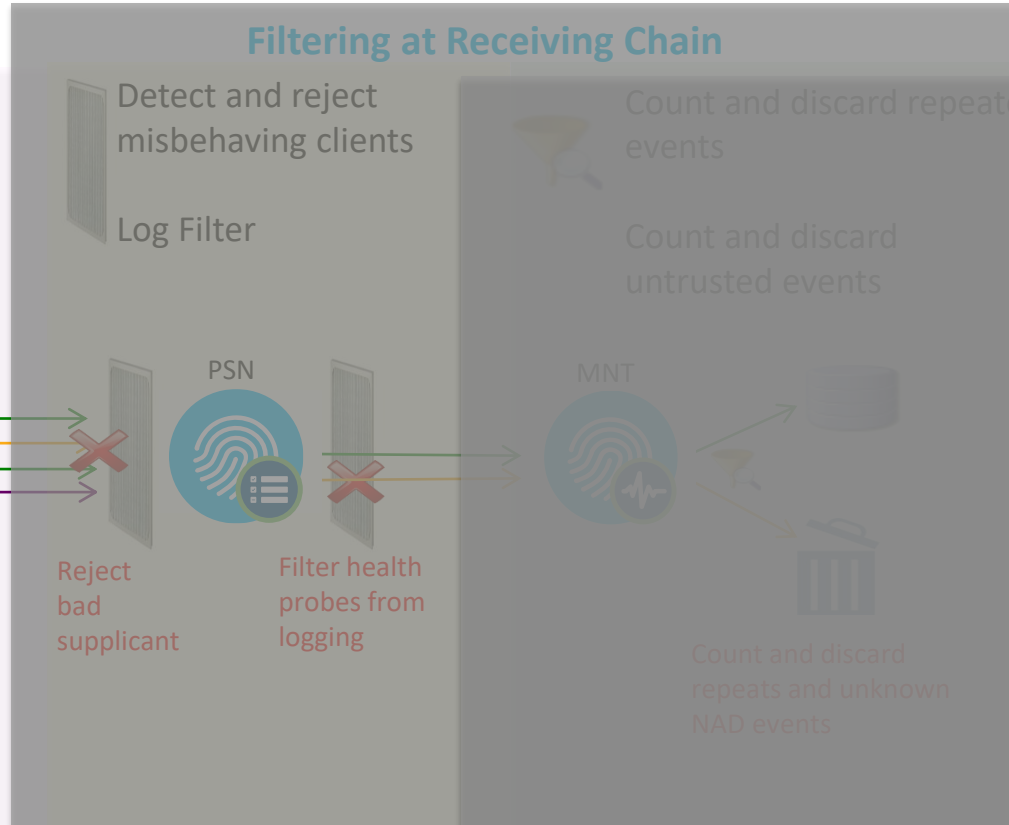 Filtering at Receiving Chain
Detect and reject
misbehaving clients
Log Filter
Count and discard repeat
events
Count and discard
untrusted events
PSN
MNT
Reject
bad
supplicant
Filter health
probes from
logging
Count and discard
repeats and unknown
NAD events